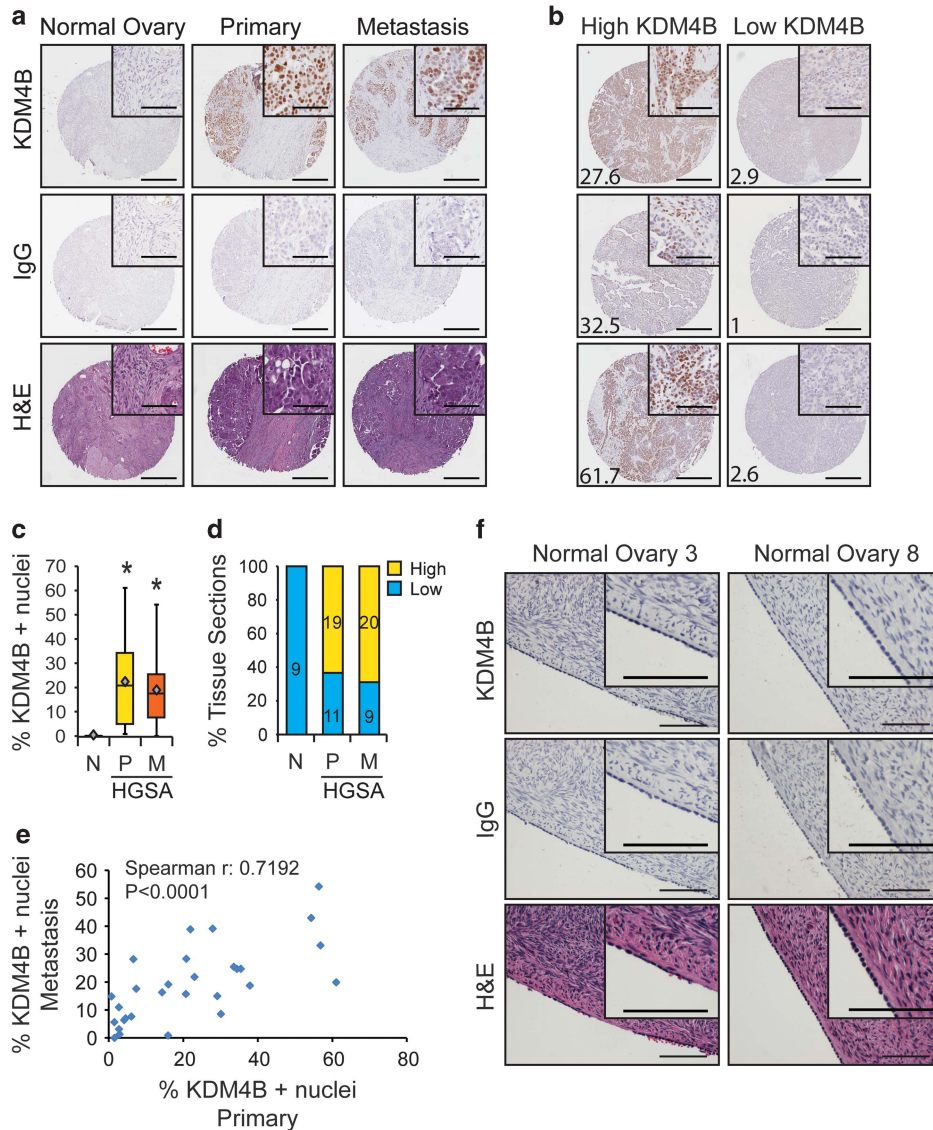 a
Normal Ovary
Primary
Metastasis
KDM4B
IgG
H&E
b
High KDM4B
Low KDM4B
27.6
2.9
32.5
1
61.7
2.6
c
% KDM4B + nuclei
70
60
50
40
30
20
10
0
*
*
N
P
M
HGSA
d
% Tissue Sections
100
80
60
40
20
0
9
19
11
20
9
High
Low
N
P
M
HGSA
e
Spearman r: 0.7192
P<0.0001
% KDM4B + nuclei
Metastasis
60
50
40
30
20
10
0
0
20
40
60
80
% KDM4B + nuclei
Primary
f
Normal Ovary 3
Normal Ovary 8
KDM4B
IgG
H&E